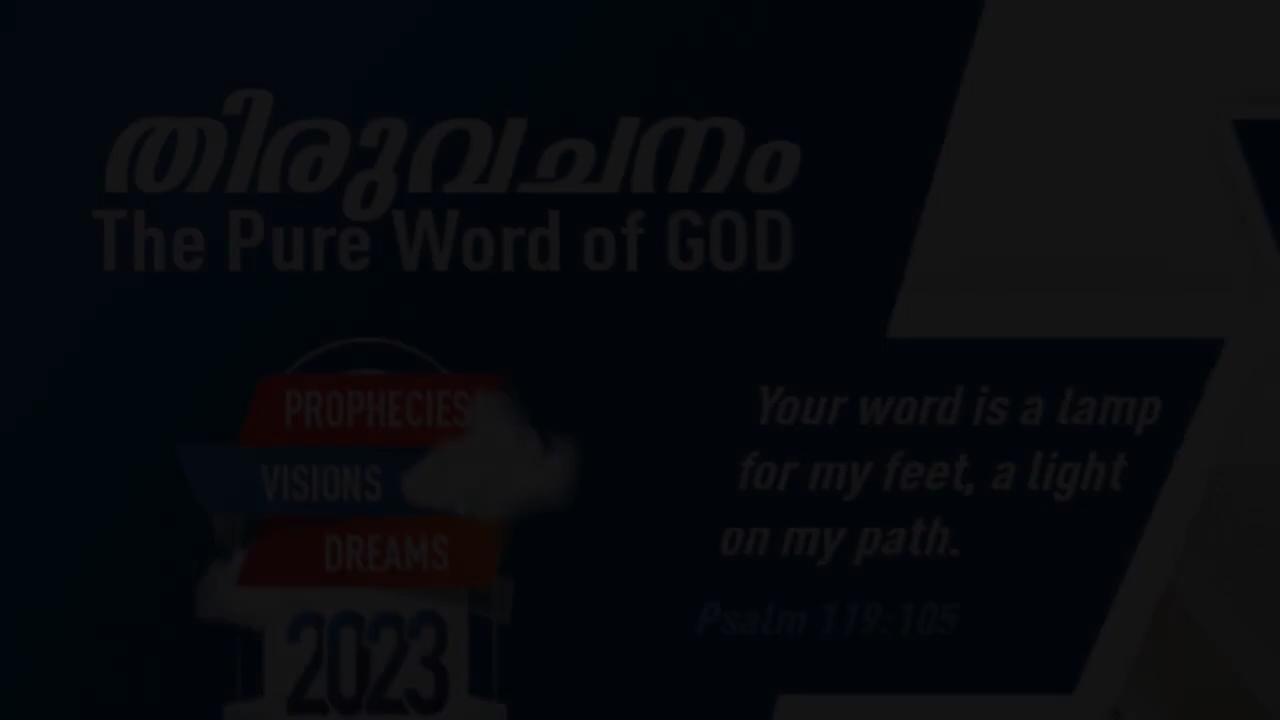 തിരുവചനം
The Pure Word of GOD
PROPHECIES
VISIONS
DREAMS
2023
Your word is a lamp
for my feet, a light
on my path.
Psalm 119:105